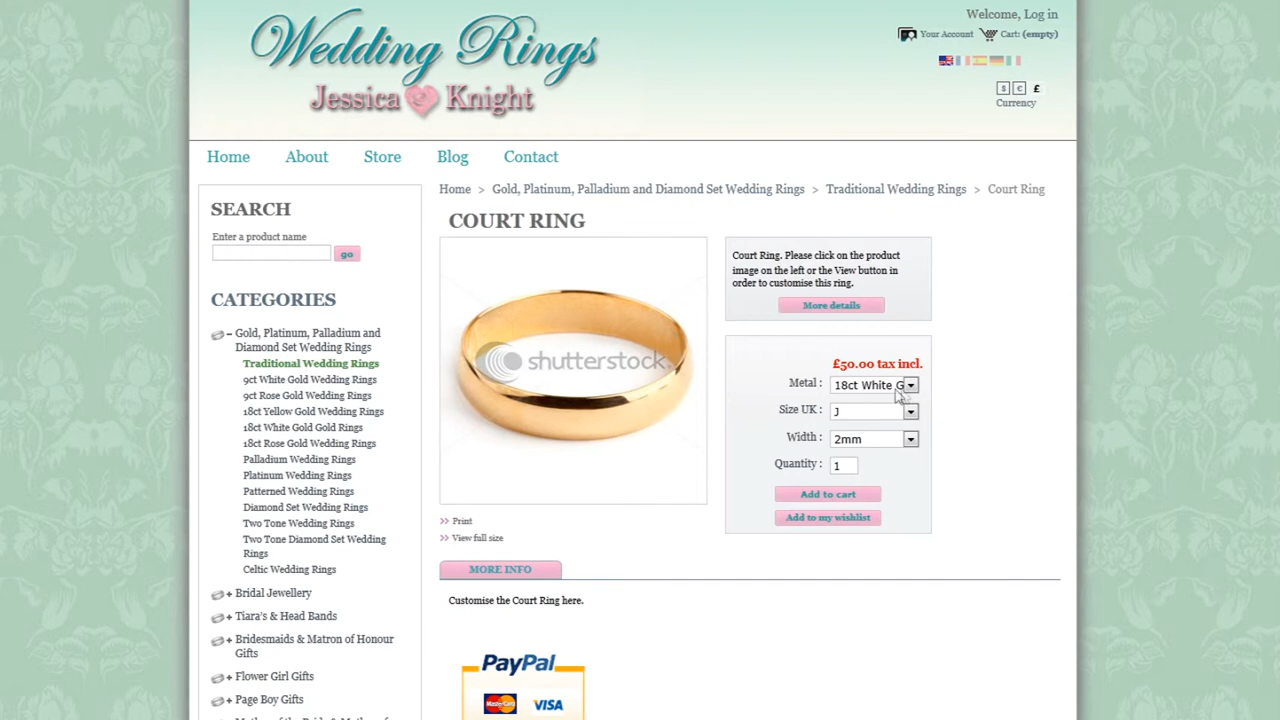 Wedding Rings
Jessica Knight
Welcome, Log in
Your Account Cart: (empty)
$ € £
Currency
Home About Store Blog Contact
SEARCH
Enter a product name
go
CATEGORIES
− Gold, Platinum, Palladium and
Diamond Set Wedding Rings
Traditional Wedding Rings
9ct White Gold Wedding Rings
9ct Rose Gold Wedding Rings
18ct Yellow Gold Wedding Rings
18ct White Gold Gold Rings
18ct Rose Gold Wedding Rings
Palladium Wedding Rings
Platinum Wedding Rings
Patterned Wedding Rings
Diamond Set Wedding Rings
Two Tone Wedding Rings
Two Tone Diamond Set Wedding
Rings
Celtic Wedding Rings
+ Bridal Jewellery
+ Tiara's & Head Bands
+ Bridesmaids & Matron of Honour
Gifts
+ Flower Girl Gifts
+ Page Boy Gifts
Home > Gold, Platinum, Palladium and Diamond Set Wedding Rings > Traditional Wedding Rings > Court Ring
COURT RING
shutterstock.
>> Print
>> View full size
Court Ring. Please click on the product
image on the left or the View button in
order to customise this ring.
More details
£50.00 tax incl.
Metal : 18ct White G
Size UK : J
Width : 2mm
Quantity : 1
Add to cart
Add to my wishlist
MORE INFO
Customise the Court Ring here.
PayPal
MasterCard VISA